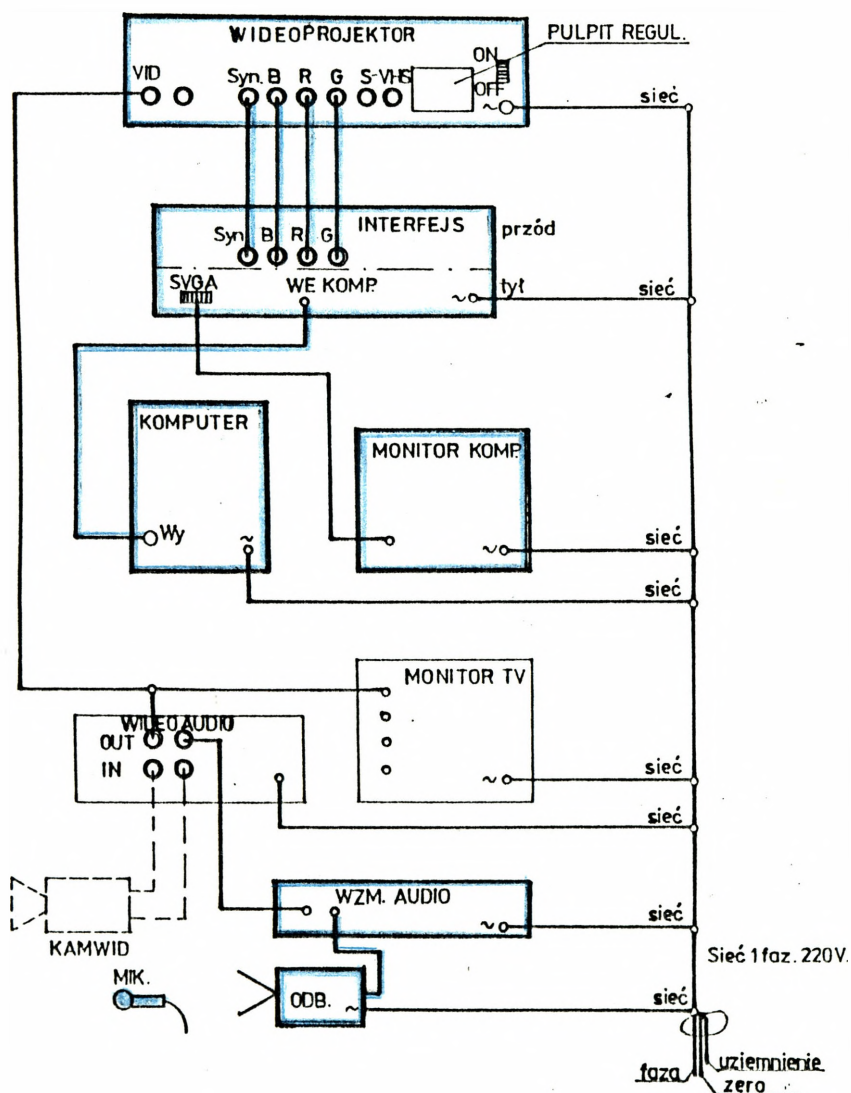 WIDEOPROJEKTOR
PULPIT REGUL.
ON
VID
Syn. B R G S-VHS
OFF
~
sieć
INTERFEJS
przód
Syn B R G
SVGA
WE KOMP.
~
tył
sieć
KOMPUTER
MONITOR KOMP.
Wy
~
~
sieć
sieć
MONITOR TV
WIDEO AUDIO
OUT
IN
~
sieć
sieć
WZM. AUDIO
~
sieć
KAMWID
Sieć 1 faz. 220V.
MIK.
ODB.
~
sieć
uziemnienie
faza
zero